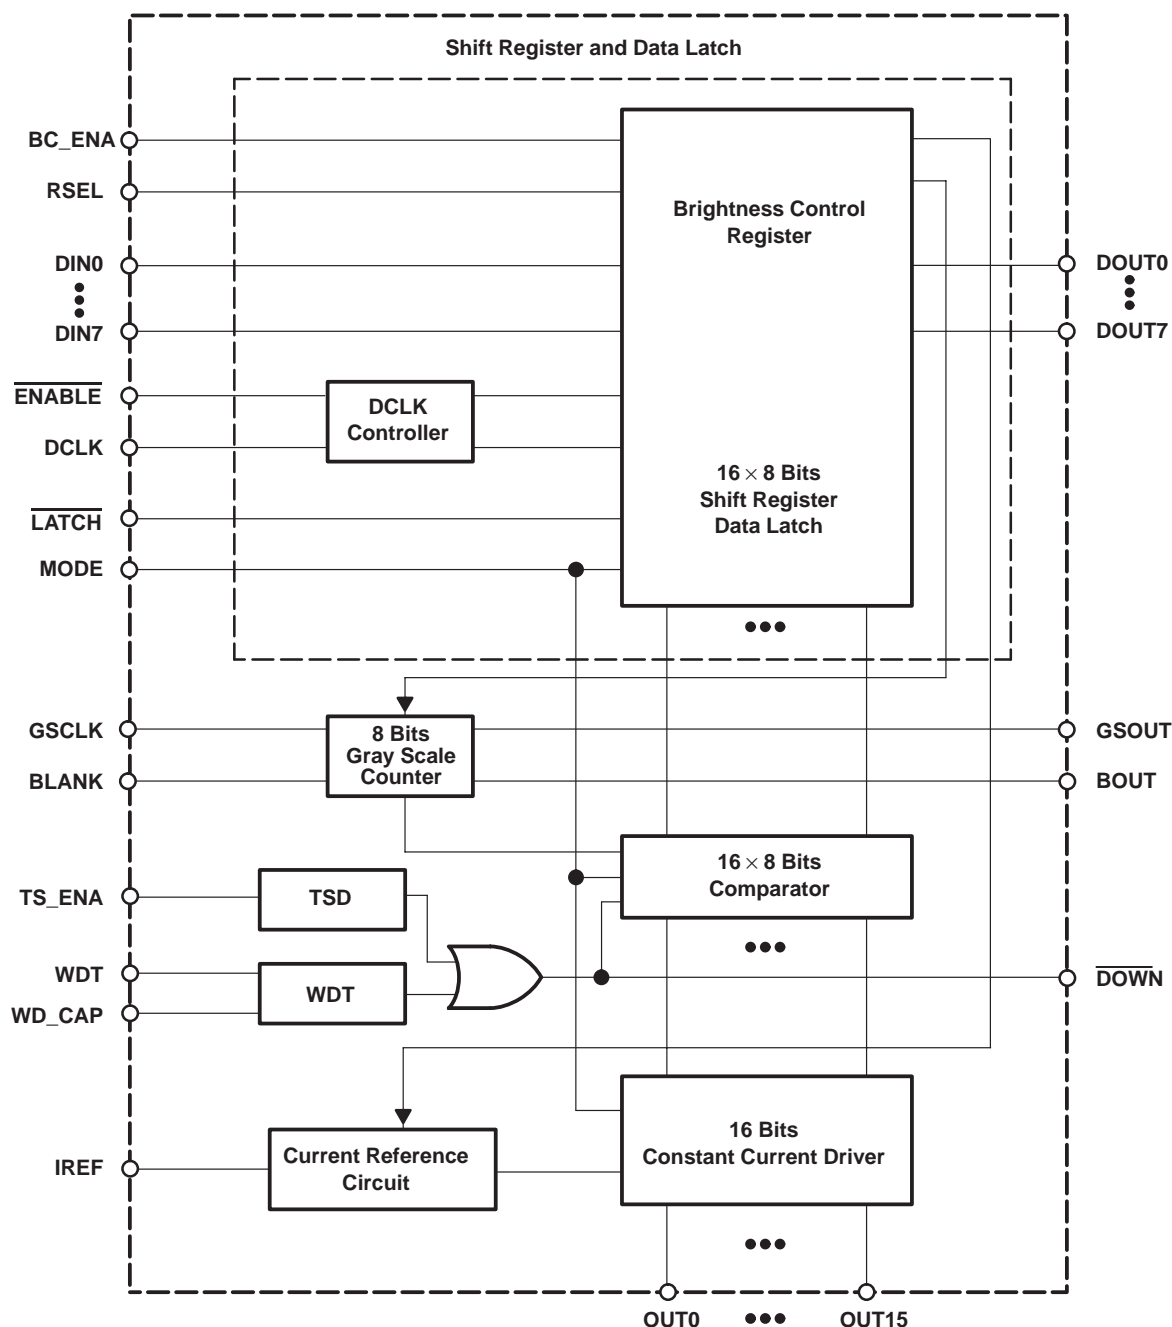 Shift Register and Data Latch
BC_ENA
RSEL
DIN0
DIN7
ENABLE
DCLK
LATCH
MODE
DCLK
Controller
Brightness Control
Register
16 × 8 Bits
Shift Register
Data Latch
DOUT0
DOUT7
GSCLK
BLANK
8 Bits
Gray Scale
Counter
GSOUT
BOUT
16 × 8 Bits
Comparator
TS_ENA
TSD
WDT
WD_CAP
WDT
DOWN
IREF
Current Reference
Circuit
16 Bits
Constant Current Driver
OUT0
OUT15